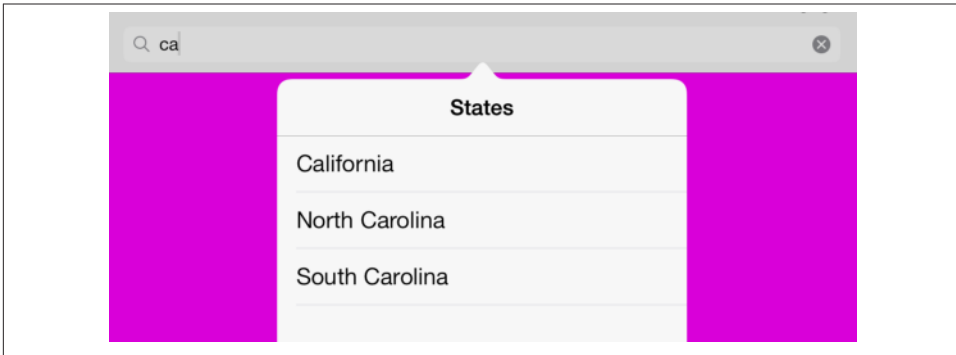 ca
States
California
North Carolina
South Carolina